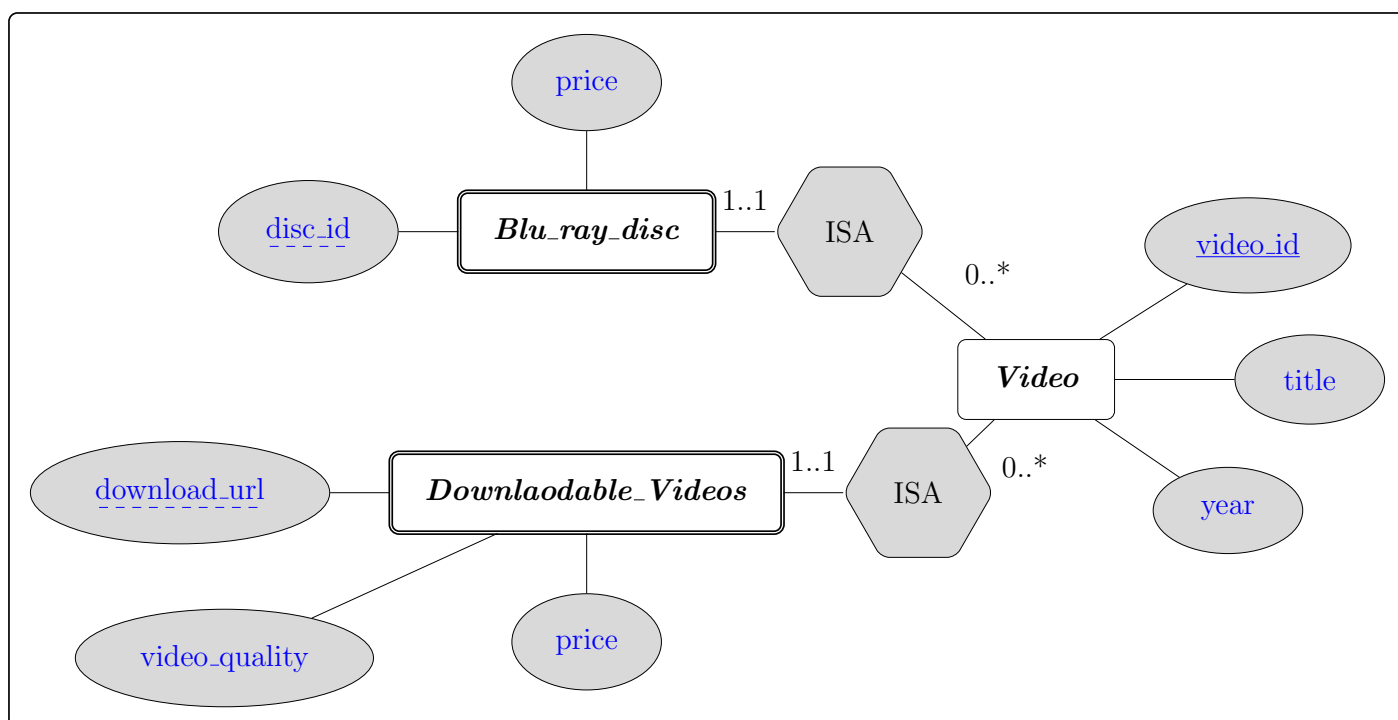 price
disc_id
Blu_ray_disc
1..1
ISA
video_id
0..*
Video
title
download_url
Downlaodable_Videos
1..1
ISA
0..*
year
video_quality
price